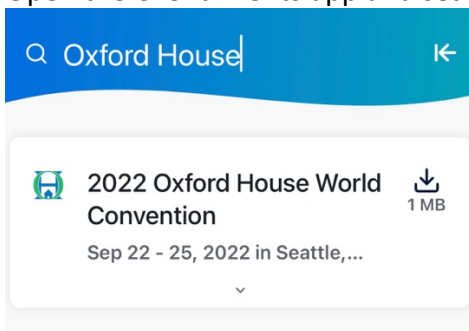 Oxford House
2022 Oxford House World
Convention
1 MB
Sep 22 - 25, 2022 in Seattle,...